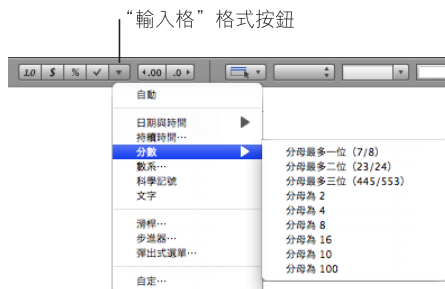 “輸入格”格式按鈕
1.0 $ % ✓ .00 .0
自動
日期與時間
持續時間⋯
分數
數系⋯
科學記號
文字
滑桿⋯
步進器⋯
彈出式選單⋯
自定⋯
分母最多一位（7/8）
分母最多二位（23/24）
分母最多三位（445/553）
分母為 2
分母為 4
分母為 8
分母為 16
分母為 10
分母為 100